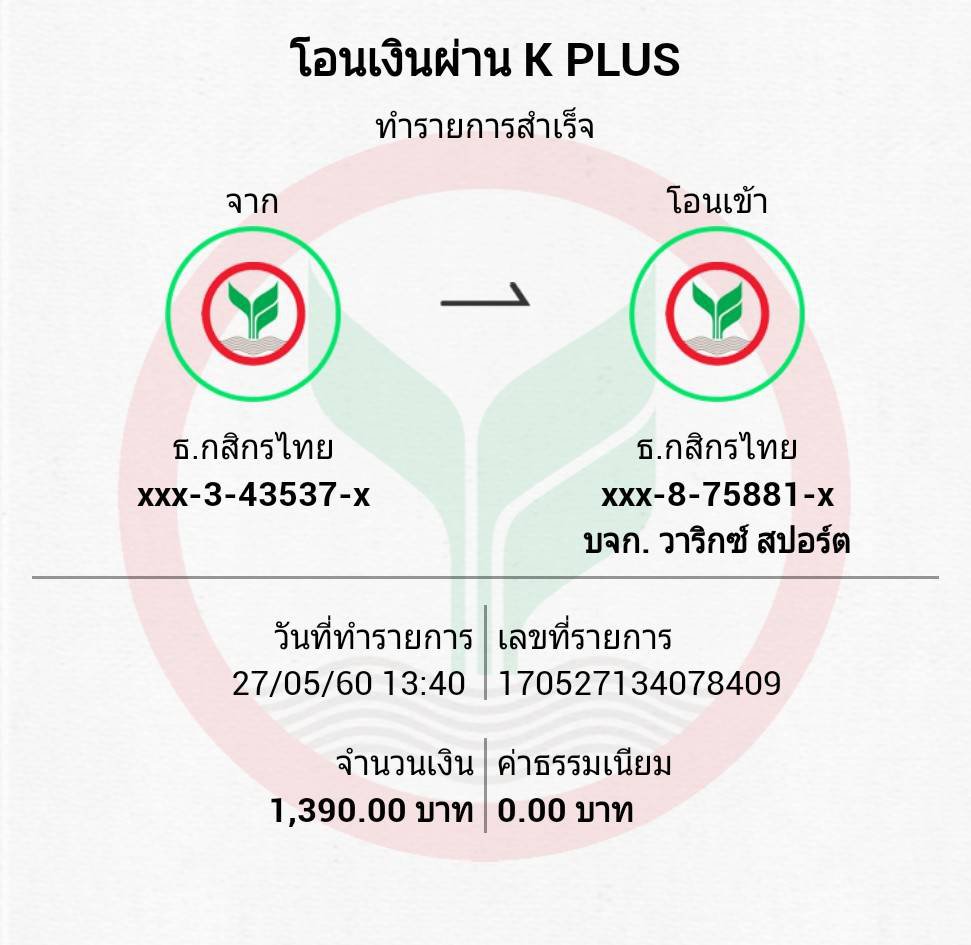 โอนเงินผ่าน K PLUS
ทำรายการสำเร็จ
จาก
โอนเข้า
ธ.กสิกรไทย
xxx-3-43537-x
ธ.กสิกรไทย
xxx-8-75881-x
บจก. วาริกซ์ สปอร์ต
วันที่ทำรายการ
27/05/60 13:40
เลขที่รายการ
170527134078409
จำนวนเงิน
1,390.00 บาท
ค่าธรรมเนียม
0.00 บาท